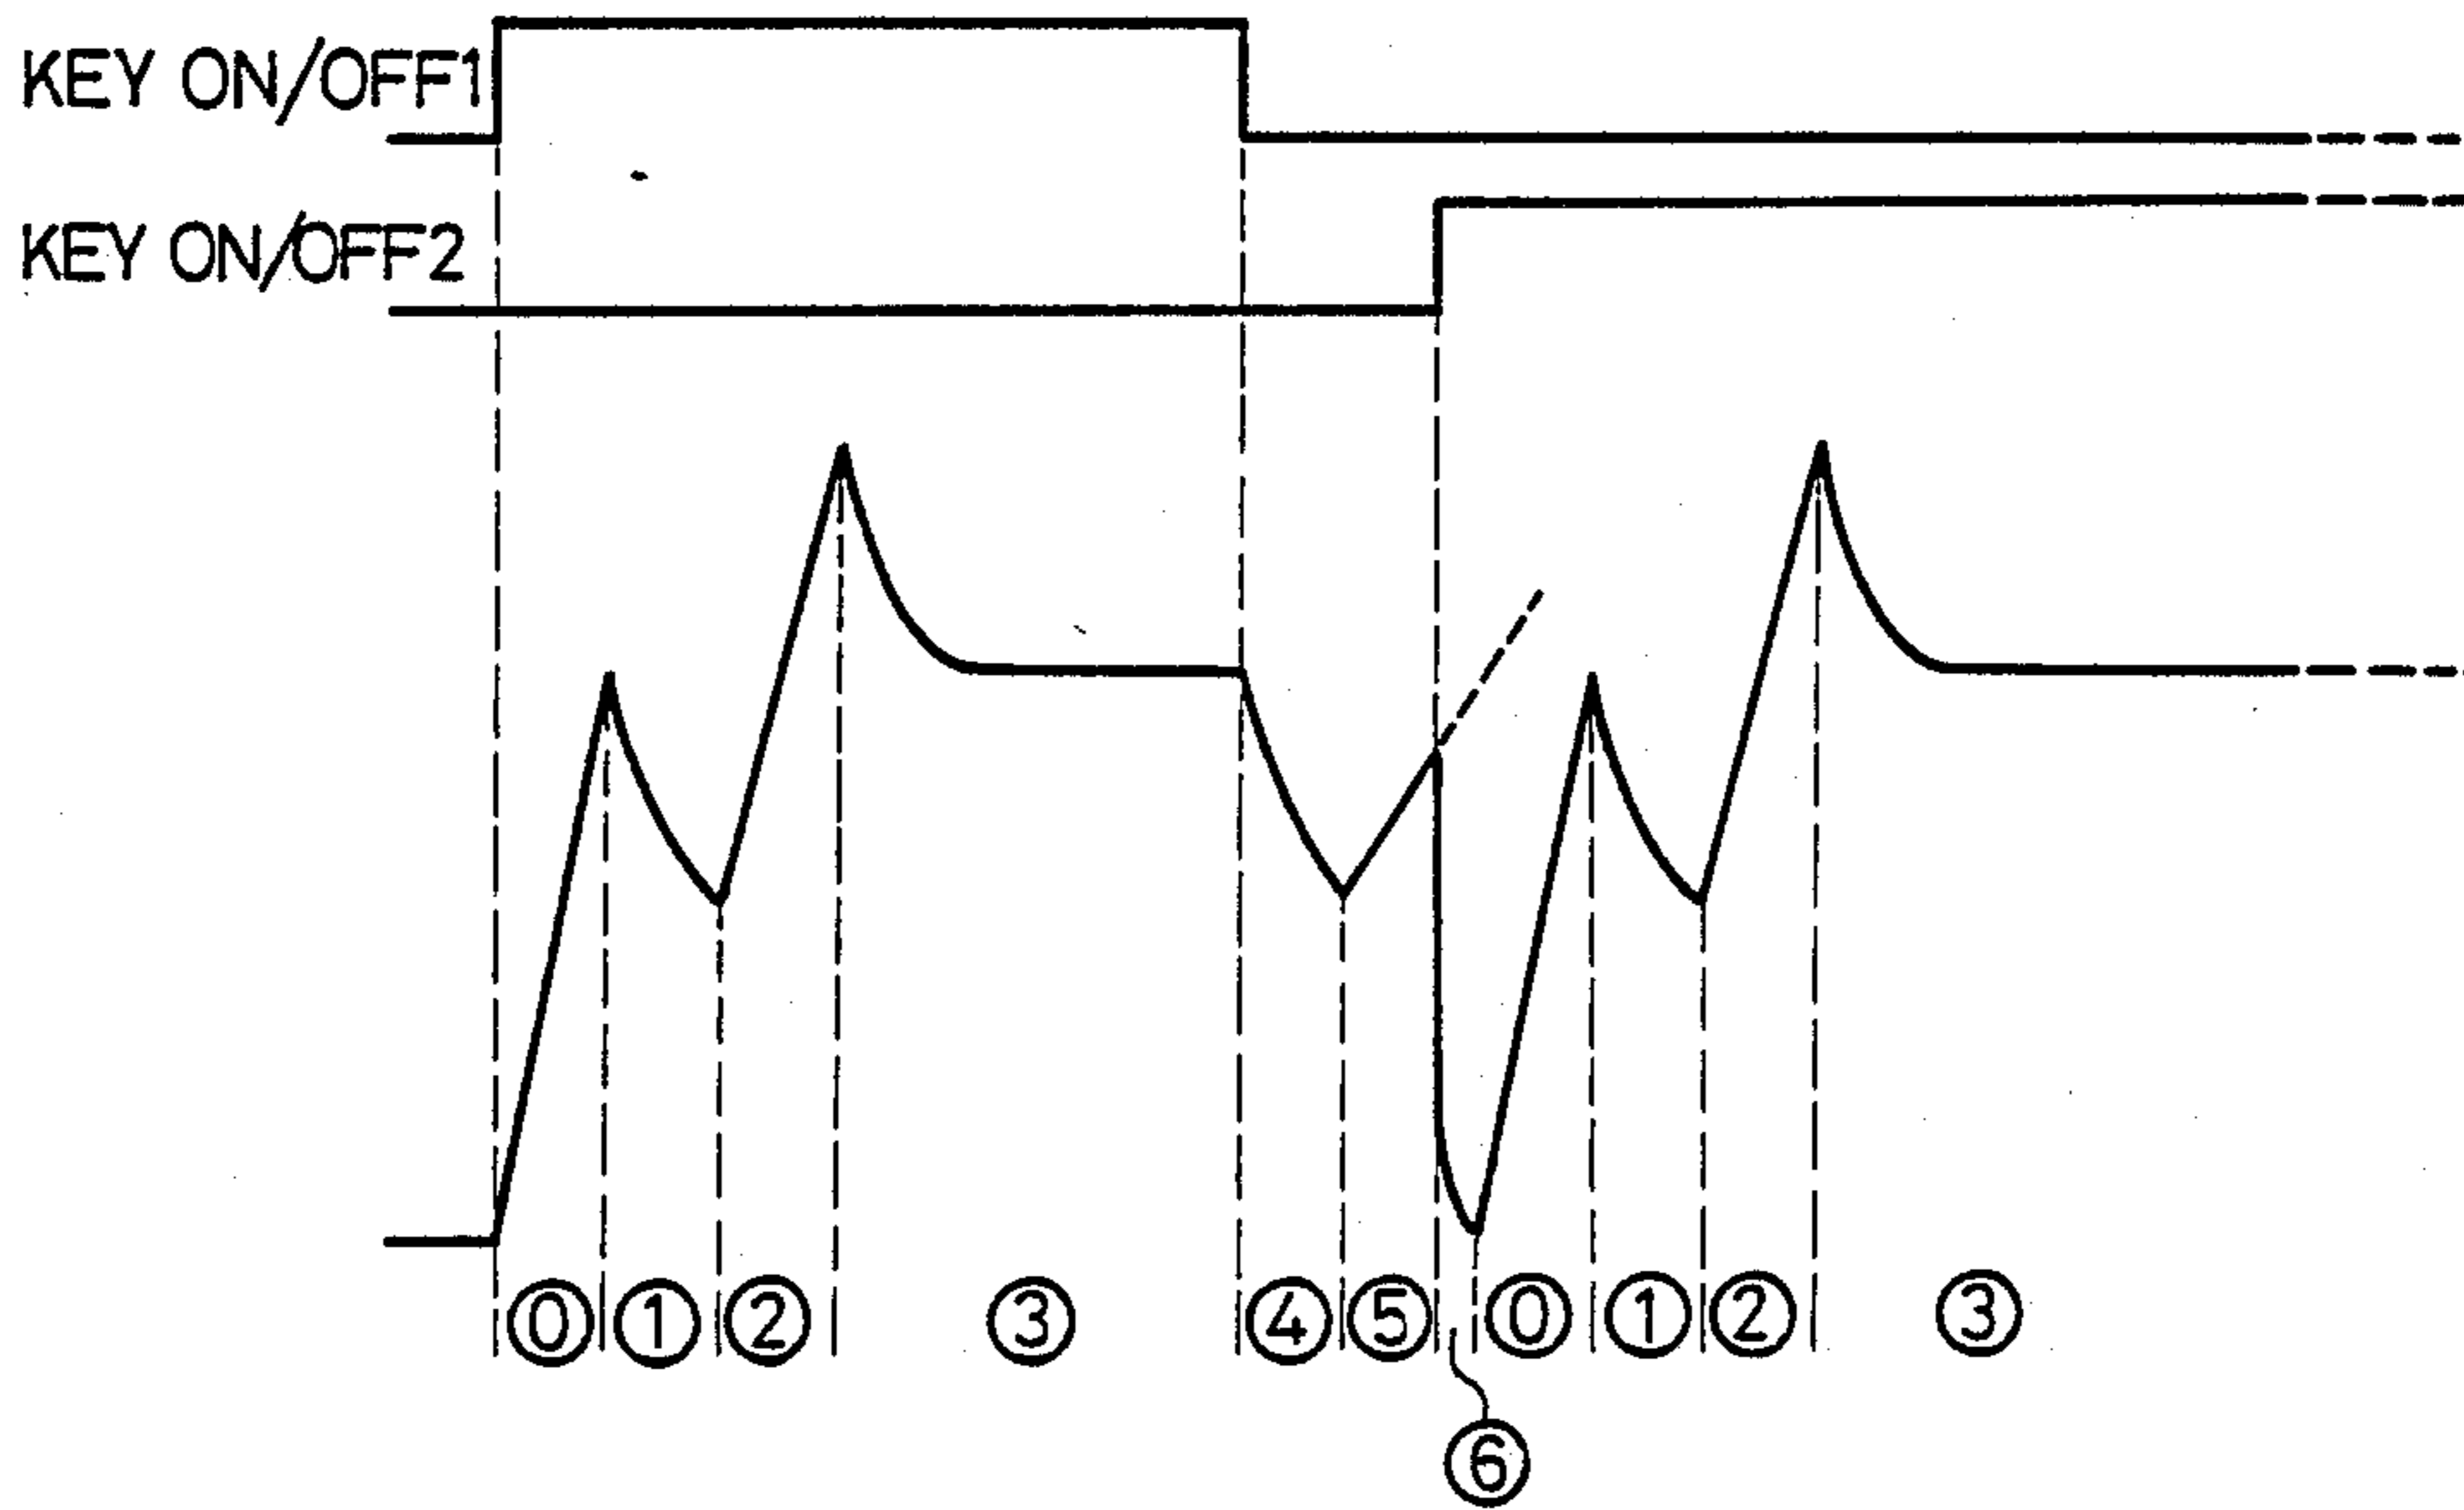 KEY ON/OFF1
KEY ON/OFF2
⓪ ① ② ③ ④ ⑤ ⓪ ① ② ③
⑥